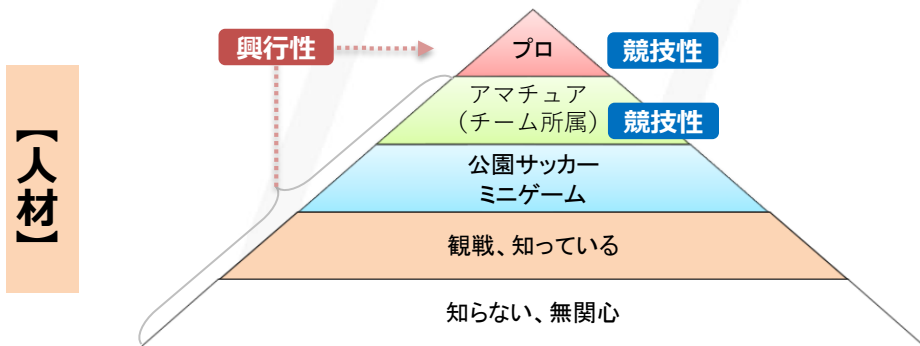 興行性
プロ
競技性
アマチュア
（チーム所属）
競技性
【人材】
公園サッカー
ミニゲーム
観戦、知っている
知らない、無関心